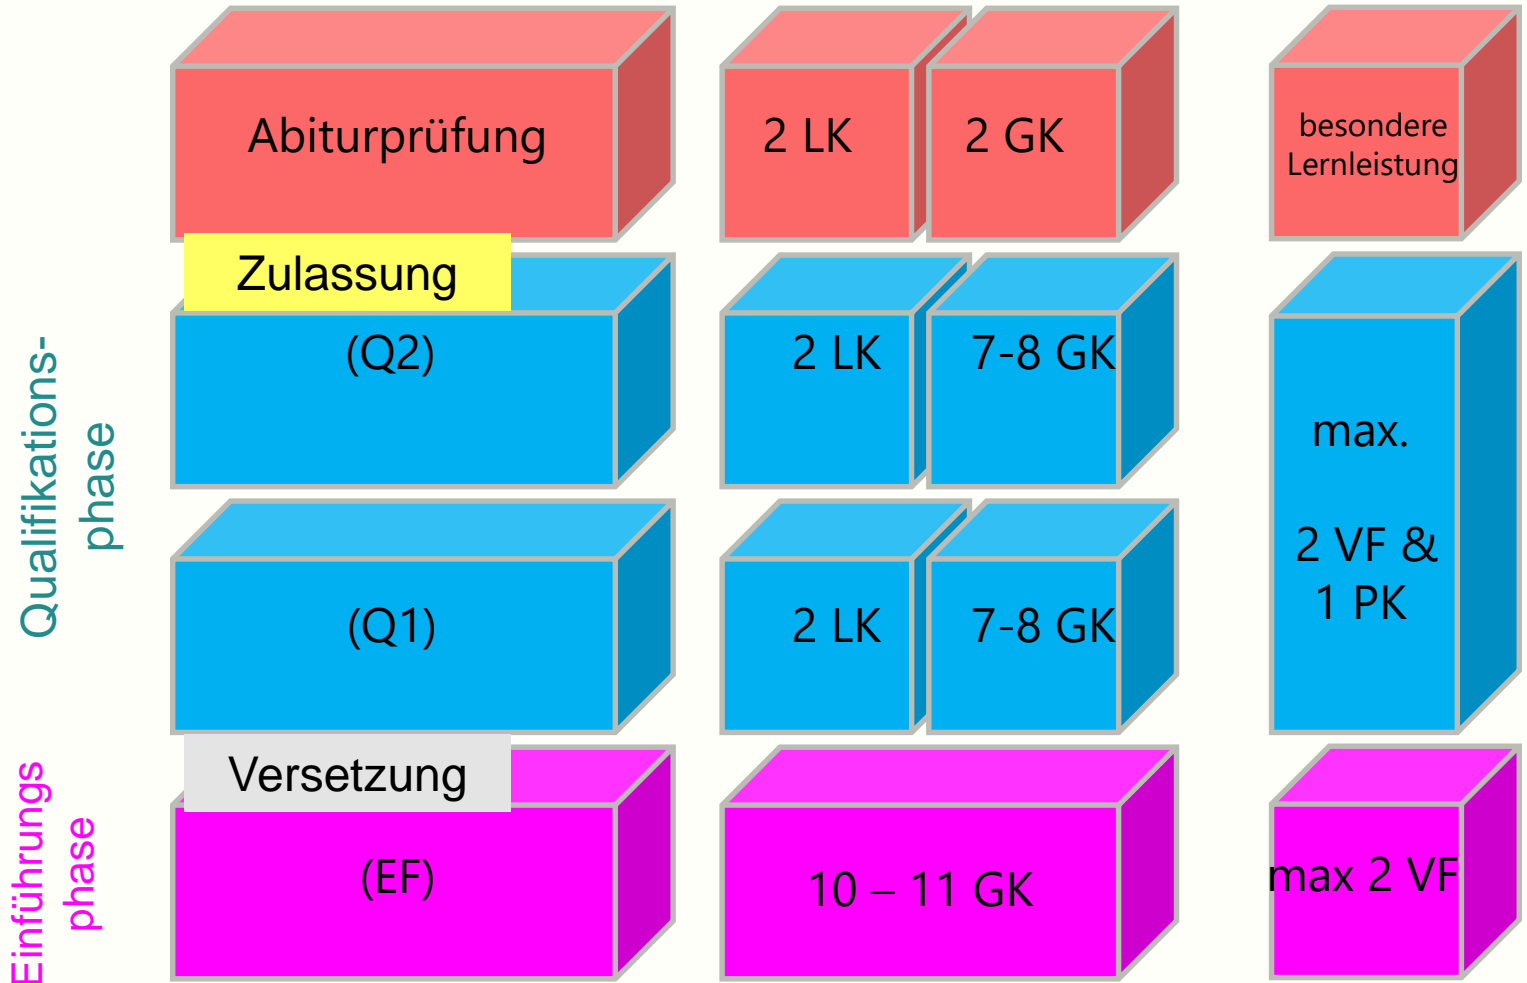 Abiturprüfung
2 LK
2 GK
besondere
Lernleistung
Zulassung
(Q2)
2 LK
7-8 GK
Qualifikations-
phase
max.
2 VF &
1 PK
(Q1)
2 LK
7-8 GK
Versetzung
Einführungs
phase
(EF)
10 – 11 GK
max 2 VF